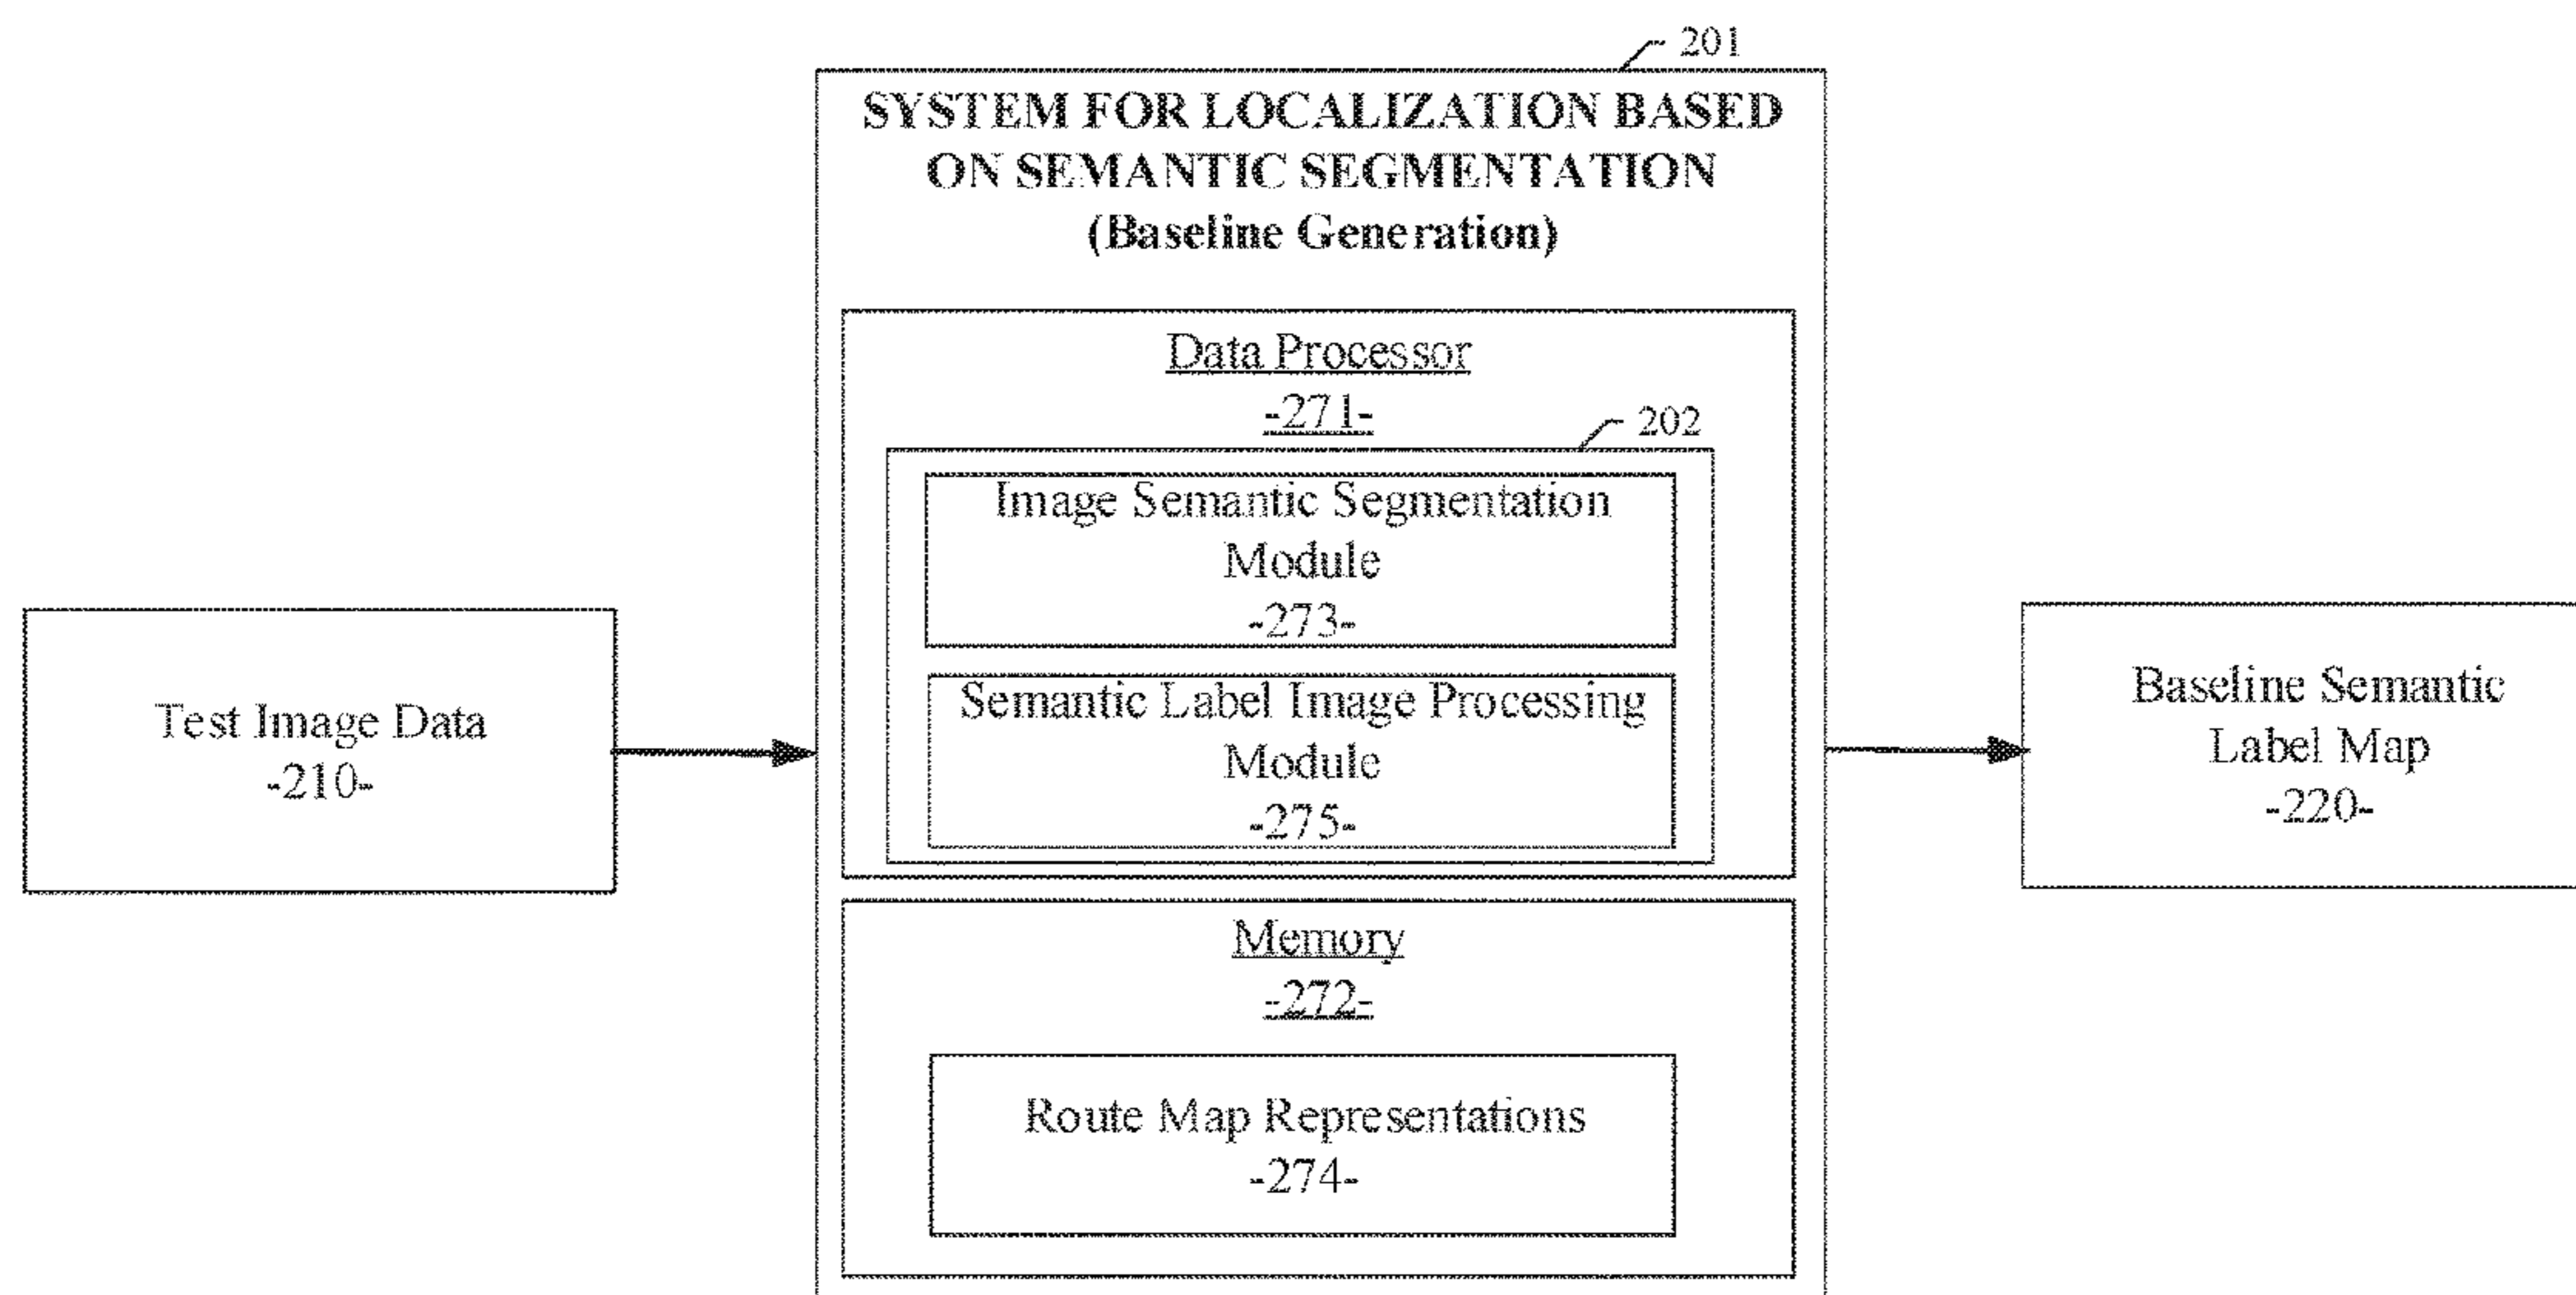 201
SYSTEM FOR LOCALIZATION BASED
ON SEMANTIC SEGMENTATION
(Baseline Generation)
Data Processor
-271-
202
Image Semantic Segmentation
Module
-273-
Semantic Label Image Processing
Module
-275-
Test Image Data
-210-
Baseline Semantic
Label Map
-220-
Memory
-272-
Route Map Representations
-274-